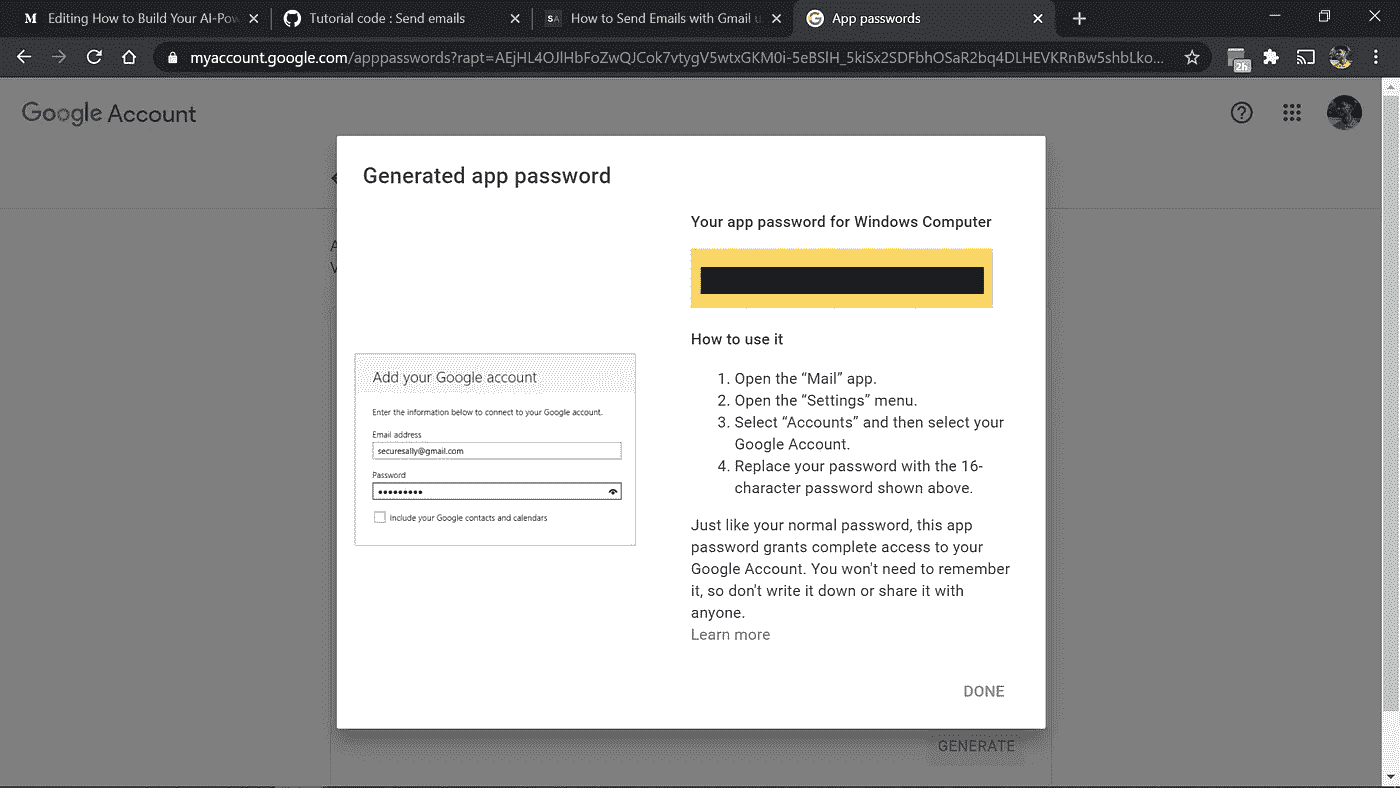 Editing How to Build Your AI-Pow
Tutorial code : Send emails
How to Send Emails with Gmail u
App passwords
myaccount.google.com/apppasswords?rapt=AEjHL4OJlHbFoZwQJCok7vtygV5wtxGKM0i-5eBSlH_5kiSx2SDFbhOSaR2bq4DLHEVKRnBw5shbLko...
Google Account
Generated app password
Your app password for Windows Computer
How to use it
1. Open the “Mail” app.
2. Open the “Settings” menu.
3. Select “Accounts” and then select your
Google Account.
4. Replace your password with the 16-
character password shown above.
Just like your normal password, this app
password grants complete access to your
Google Account. You won't need to remember
it, so don't write it down or share it with
anyone.
Learn more
Add your Google account
Enter the information below to connect to your Google account.
Email address
securesally@gmail.com
Password
Include your Google contacts and calendars
DONE
GENERATE